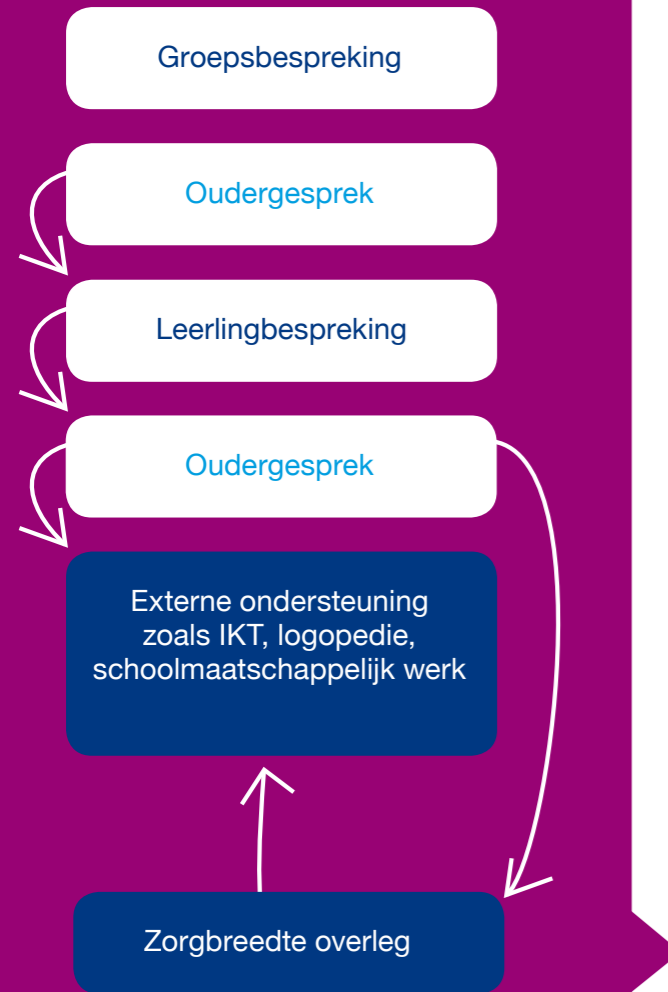 Groepsbespreking
Oudergesprek
Leerlingbespreking
Oudergesprek
Externe ondersteuning
zoals IKT, logopedie,
schoolmaatschappelijk werk
Zorgbreedte overleg